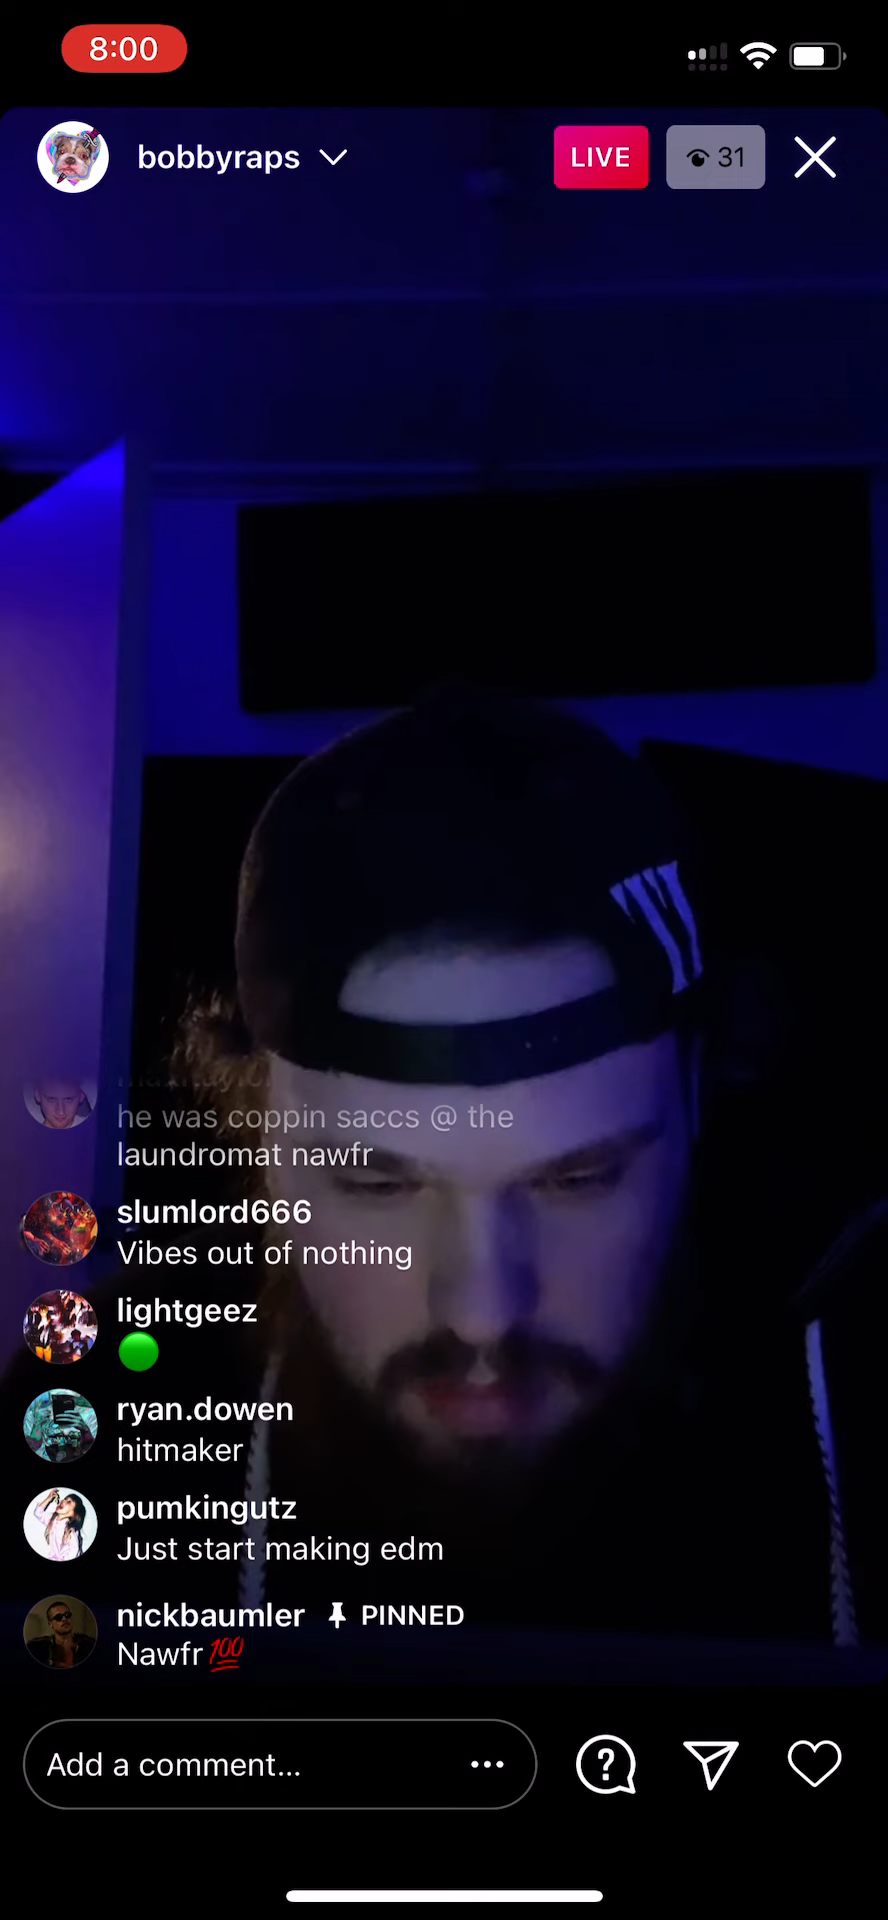 8:00
bobbyraps
LIVE
31
he was coppin saccs @ the
laundromat nawfr
slumlord666
Vibes out of nothing
lightgeez
🟢
ryan.dowen
hitmaker
pumkingutz
Just start making edm
nickbaumler PINNED
Nawfr💯
Add a comment...